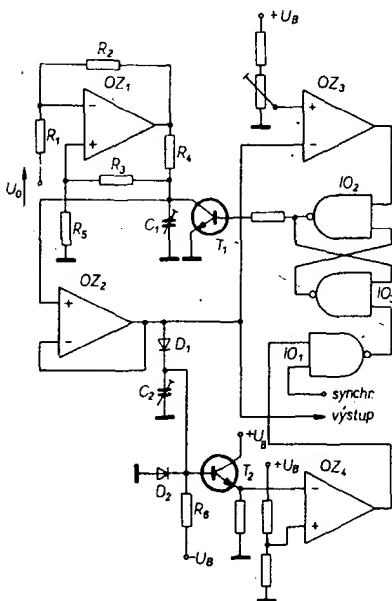 +U_B
R_2
OZ_1
OZ_3
−
+
R_1
+
−
R_4
R_3
IO_2
U_0
C_1
R_5
T_1
OZ_2
IO_3
+
−
D_1
IO_1
C_2
synchr.
výstup
+U_B
T_2
+U_B
OZ_4
D_2
−
+
R_6
−U_B